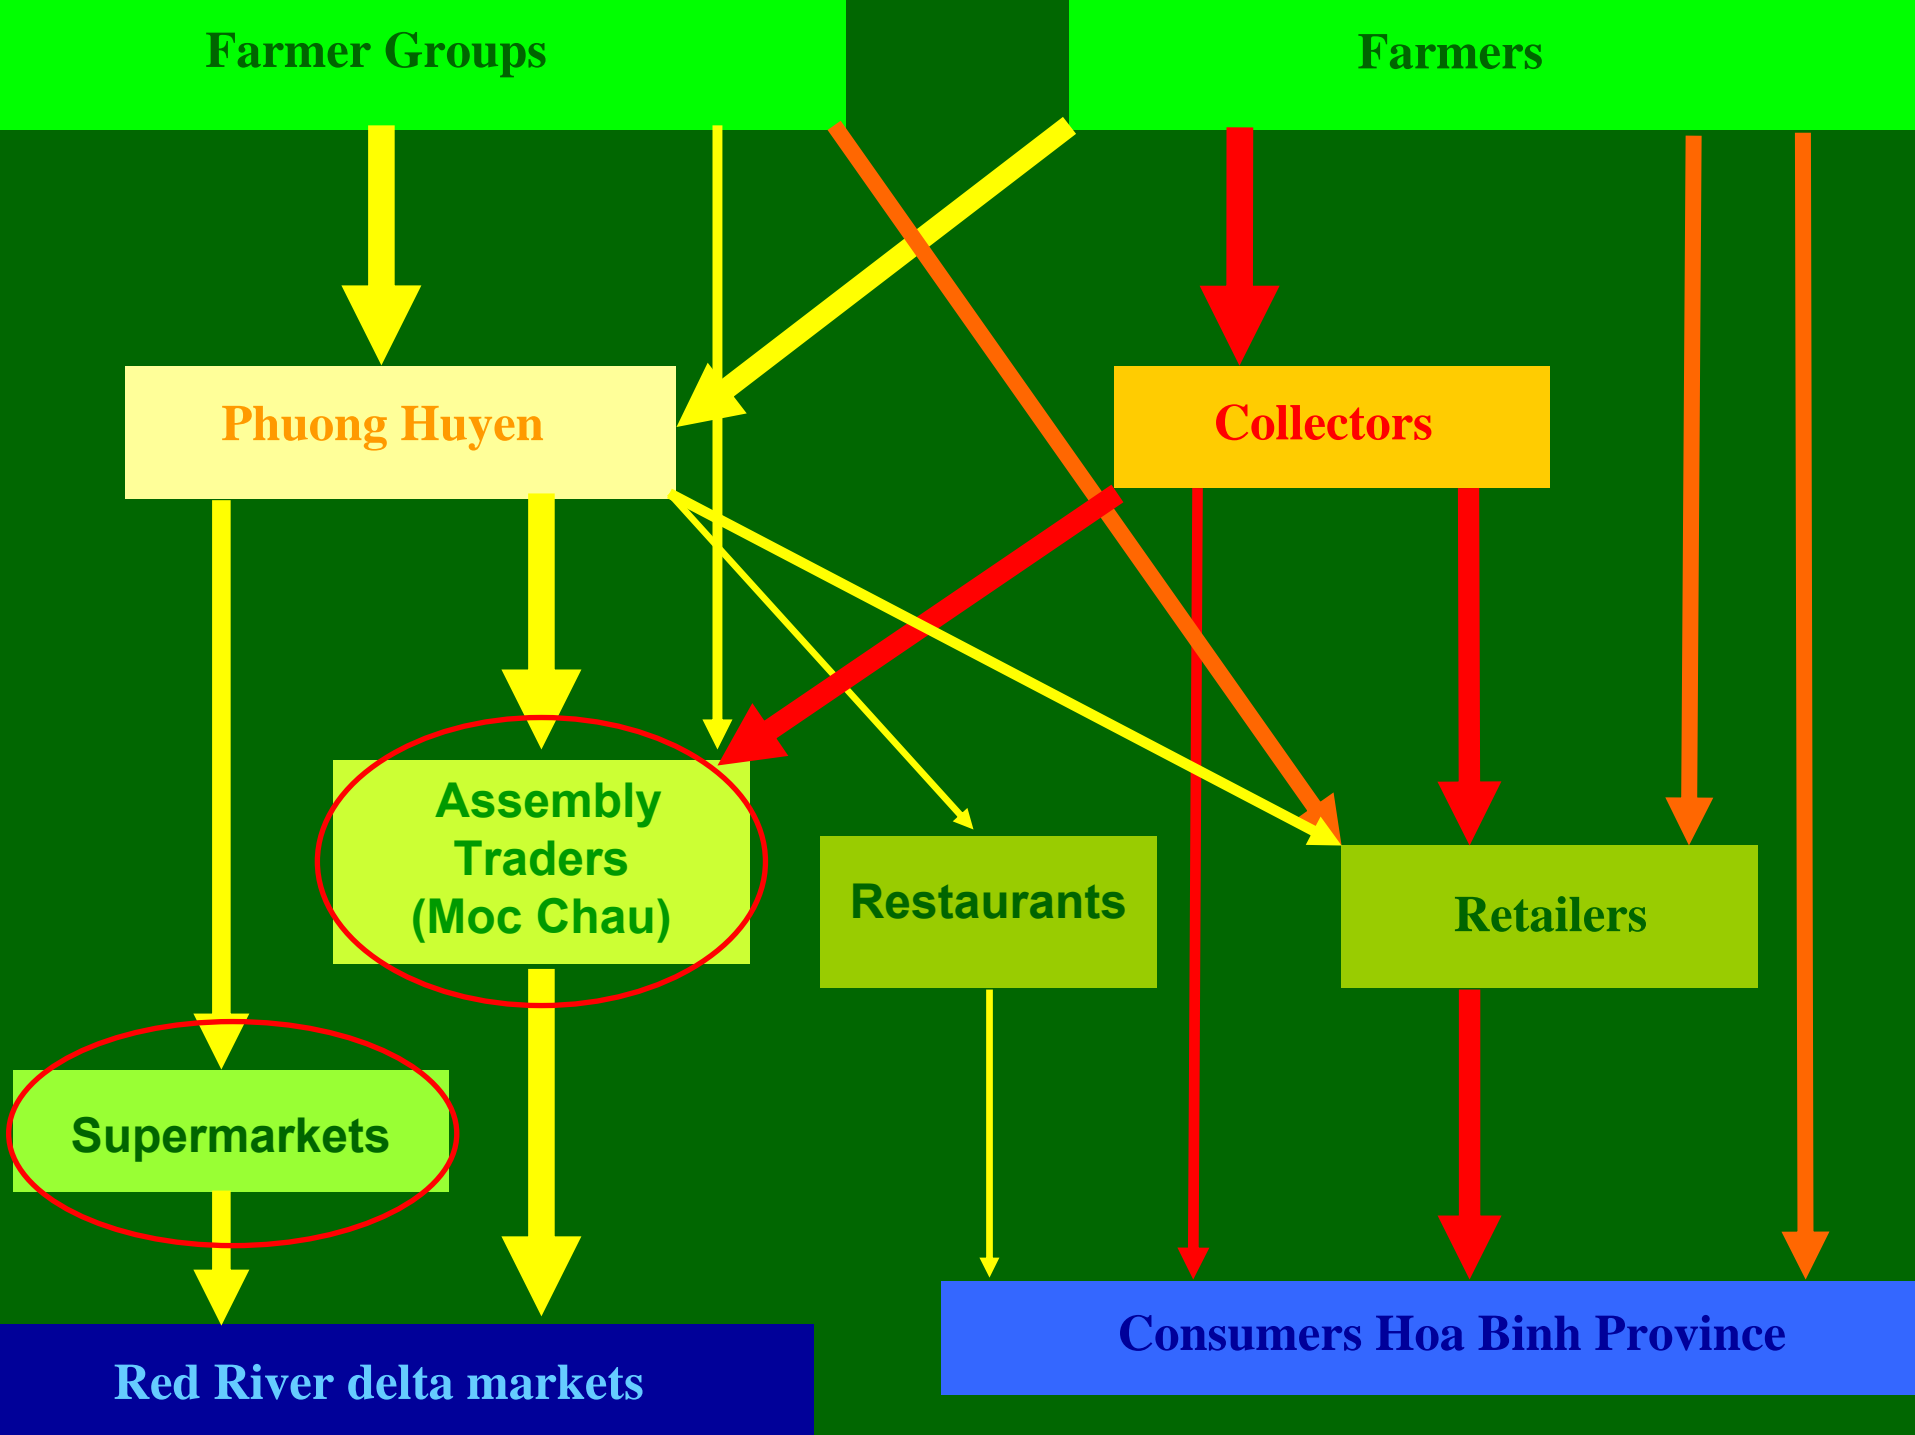 Farmer Groups
Farmers
Phuong Huyen
Collectors
Assembly
Traders
(Moc Chau)
Restaurants
Retailers
Supermarkets
Consumers Hoa Binh Province
Red River delta markets